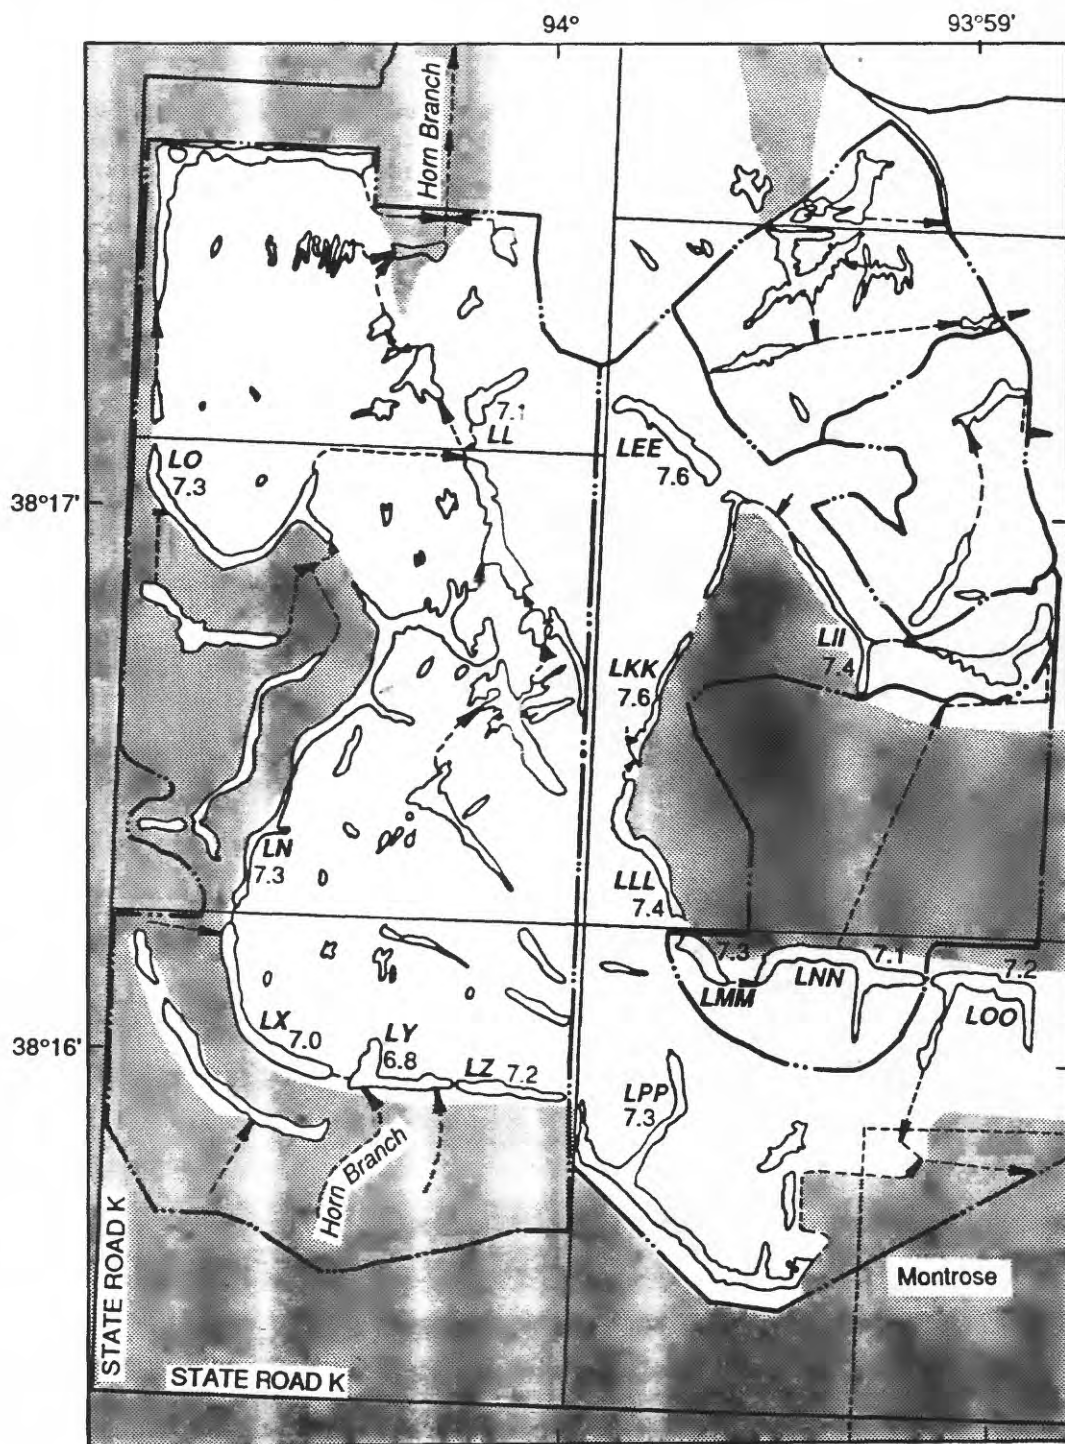 94°
93°59'
Horn Branch
7.1
LL
LEE
7.6
LO
7.3
38°17'
LII
7.4
LKK
7.6
LN
7.3
LLL
7.4
7.3
LMM
LNN
7.1
7.2
LOO
38°16'
LX
7.0
LY
6.8
LZ 7.2
LPP
7.3
d
Horn Branch
Montrose
STATE ROAD K
STATE ROAD K